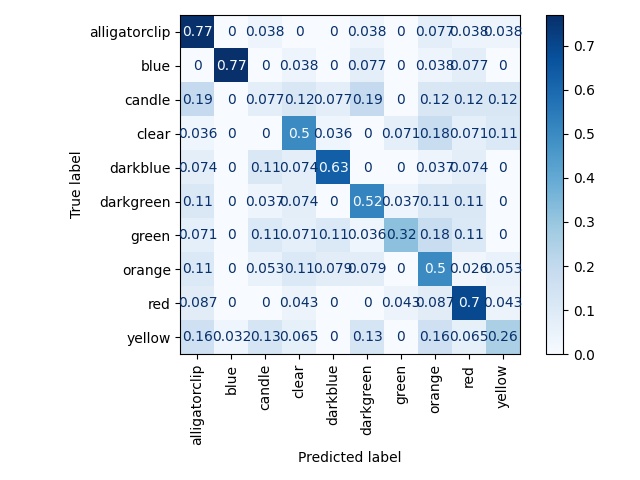 alligatorclip 0.77 0 0.038 0 0 0.038 0 0.077 0.038 0.038
blue 0 0.77 0 0.038 0 0.077 0 0.038 0.077 0
candle 0.19 0 0.077 0.12 0.077 0.19 0 0.12 0.12 0.12
clear 0.036 0 0 0.5 0.036 0 0.071 0.18 0.071 0.11
darkblue 0.074 0 0.11 0.074 0.63 0 0 0.037 0.074 0
darkgreen 0.11 0 0.037 0.074 0 0.52 0.037 0.11 0.11 0
green 0.071 0 0.11 0.071 0.11 0.036 0.32 0.18 0.11 0
orange 0.11 0 0.053 0.11 0.079 0.079 0 0.5 0.026 0.053
red 0.087 0 0 0.043 0 0 0.043 0.087 0.7 0.043
yellow 0.16 0.032 0.13 0.065 0 0.13 0 0.16 0.065 0.26
alligatorclip blue candle clear darkblue darkgreen green orange red yellow
Predicted label
True label
0.7
0.6
0.5
0.4
0.3
0.2
0.1
0.0